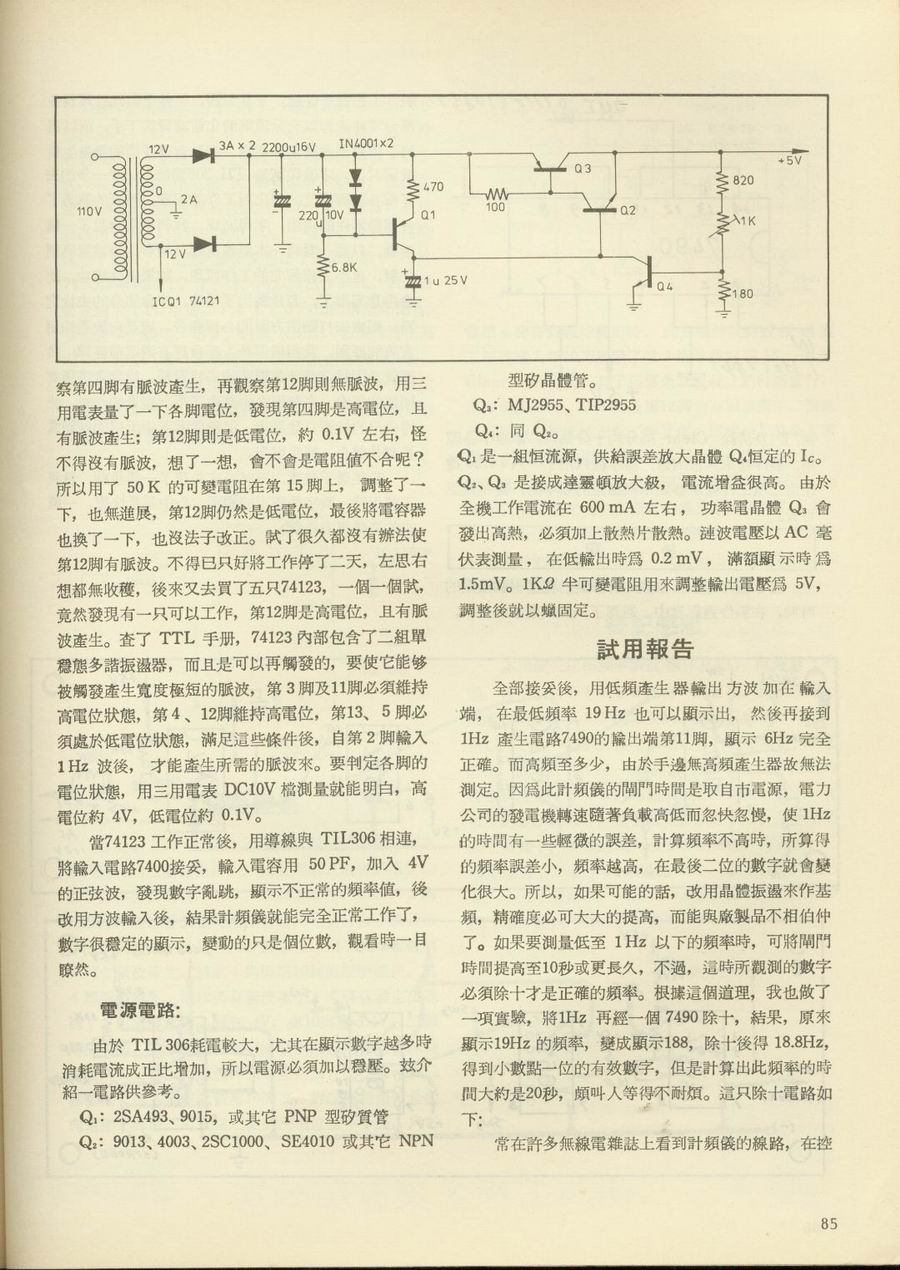 12V
3A x 2
2200u16V
IN4001x2
+5V
Q3
820
470
0
2A
110V
220u
10V
Q1
100
Q2
λ1K
12V
6.8K
1u 25V
Q4
180
ICQ1 74121
察第四脚有脈波產生，再觀察第12脚則無脈波，用三
用電表量了一下各脚電位，發現第四脚是高電位，且
有脈波產生；第12脚則是低電位，約 0.1V 左右，怪
不得沒有脈波，想了一想，會不會是電阻値不合呢？
所以用了 50 K 的可變電阻在第 15 脚上， 調整了一
下，也無進展，第12脚仍然是低電位，最後將電容器
也換了一下，也沒法子改正。試了很久都沒有辦法使
第12脚有脈波。不得已只好將工作停了二天，左思右
想都無收穫，後來又去買了五只74123，一個一個試，
竟然發現有一只可以工作，第12脚是高電位，且有脈
波產生。查了 TTL 手册，74123 內部包含了二組單
穩態多諧振盪器，而且是可以再觸發的，要使它能够
被觸發產生寬度極短的脈波，第 3 脚及11脚必須維持
高電位狀態，第 4 、12脚維持高電位，第13、 5 脚必
須處於低電位狀態，滿足這些條件後，自第 2 脚輸入
1 Hz 波後， 才能產生所需的脈波來。要判定各脚的
電位狀態，用三用電表 DC10V 檔測量就能明白，高
電位約 4V，低電位約 0.1V。
當74123 工作正常後，用導線與 TIL306 相連，
將輸入電路7400接妥，輸入電容用 50 PF，加入 4V
的正弦波，發現數字亂跳，顯示不正常的頻率値，後
改用方波輸入後，結果計頻儀就能完全正常工作了，
數字很穩定的顯示，變動的只是個位數，觀看時一目
瞭然。
電源電路：
由於 TIL 306耗電較大，尤其在顯示數字越多時
消耗電流成正比增加，所以電源必須加以穩壓。玆介
紹一電路供參考。
Q₁： 2SA493、9015，或其它 PNP 型矽質管
Q₂： 9013、4003、2SC1000、 SE4010 或其它 NPN
型矽晶體管。
Q₃： MJ2955、TIP2955
Q₄： 同 Q₂。
Q₁ 是一組恒流源，供給誤差放大晶體 Q₄恒定的 Ic。
Q₂、Q₃ 是接成達靈頓放大級， 電流增益很高。 由於
全機工作電流在 600 mA 左右， 功率電晶體 Q₃ 會
發出高熱，必須加上散熱片散熱。漣波電壓以 AC 毫
伏表測量， 在低輸出時爲 0.2 mV ， 滿額顯示時爲
1.5mV。1KΩ 半可變電阻用來調整輸出電壓爲 5V，
調整後就以蠟固定。
試用報告
全部接妥後，用低頻產生器輸出方波加在輸入
端， 在最低頻率 19 Hz 也可以顯示出， 然後再接到
1Hz 產生電路7490的輸出端第11脚，顯示 6Hz 完全
正確。而高頻至多少，由於手邊無高頻產生器故無法
測定。因爲此計頻儀的閘門時間是取自市電源，電力
公司的發電機轉速隨著負載高低而忽快忽慢，使 1Hz
的時間有一些輕微的誤差，計算頻率不高時，所算得
的頻率誤差小，頻率越高，在最後二位的數字就會變
化很大。所以，如果可能的話，改用晶體振盪來作基
頻，精確度必可大大的提高，而能與廠製品不相伯仲
了。如果要測量低至 1 Hz 以下的頻率時，可將閘門
時間提高至10秒或更長久，不過，這時所觀測的數字
必須除十才是正確的頻率。根據這個道理，我也做了
一項實驗，將1Hz 再經一個 7490 除十，結果，原來
顯示19Hz 的頻率，變成顯示188，除十後得 18.8Hz，
得到小數點一位的有效數字，但是計算出此頻率的時
間大約是20秒，頗叫人等得不耐煩。這只除十電路如
下：
常在許多無線電雜誌上看到計頻儀的線路，在控
85